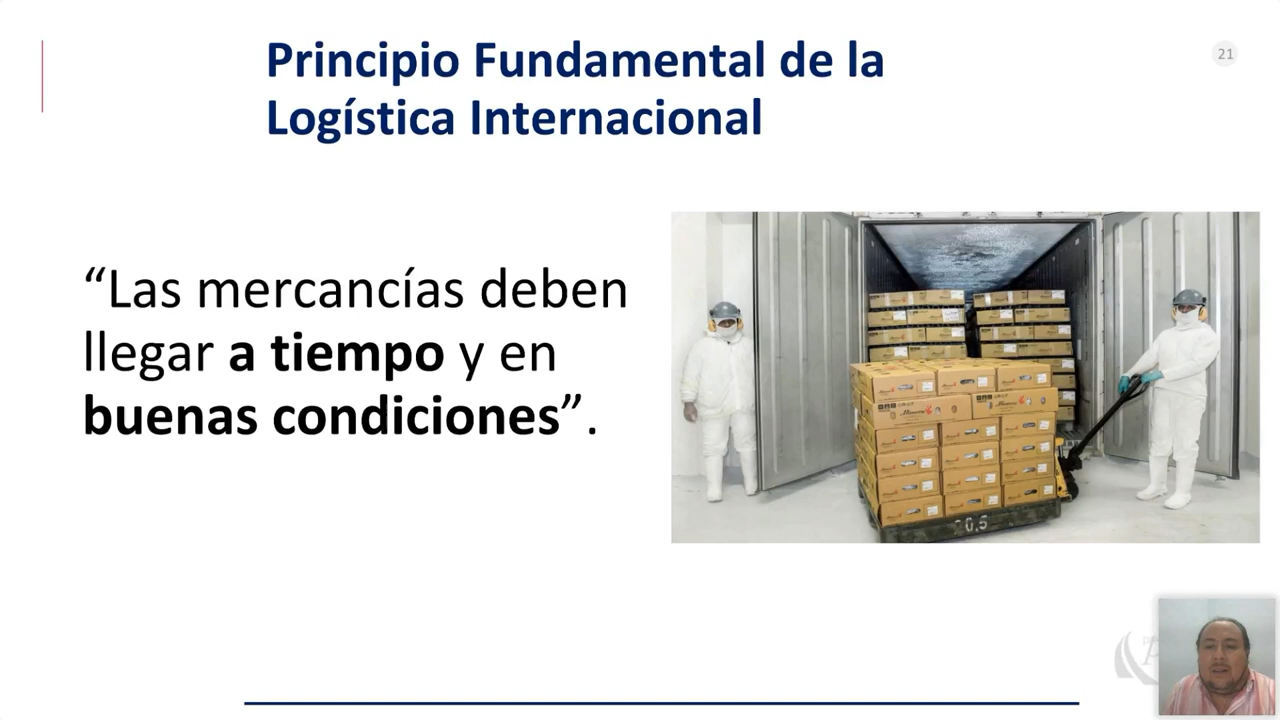 Principio Fundamental de la
Logística Internacional
21
“Las mercancías deben
llegar a tiempo y en
buenas condiciones”.
20.5